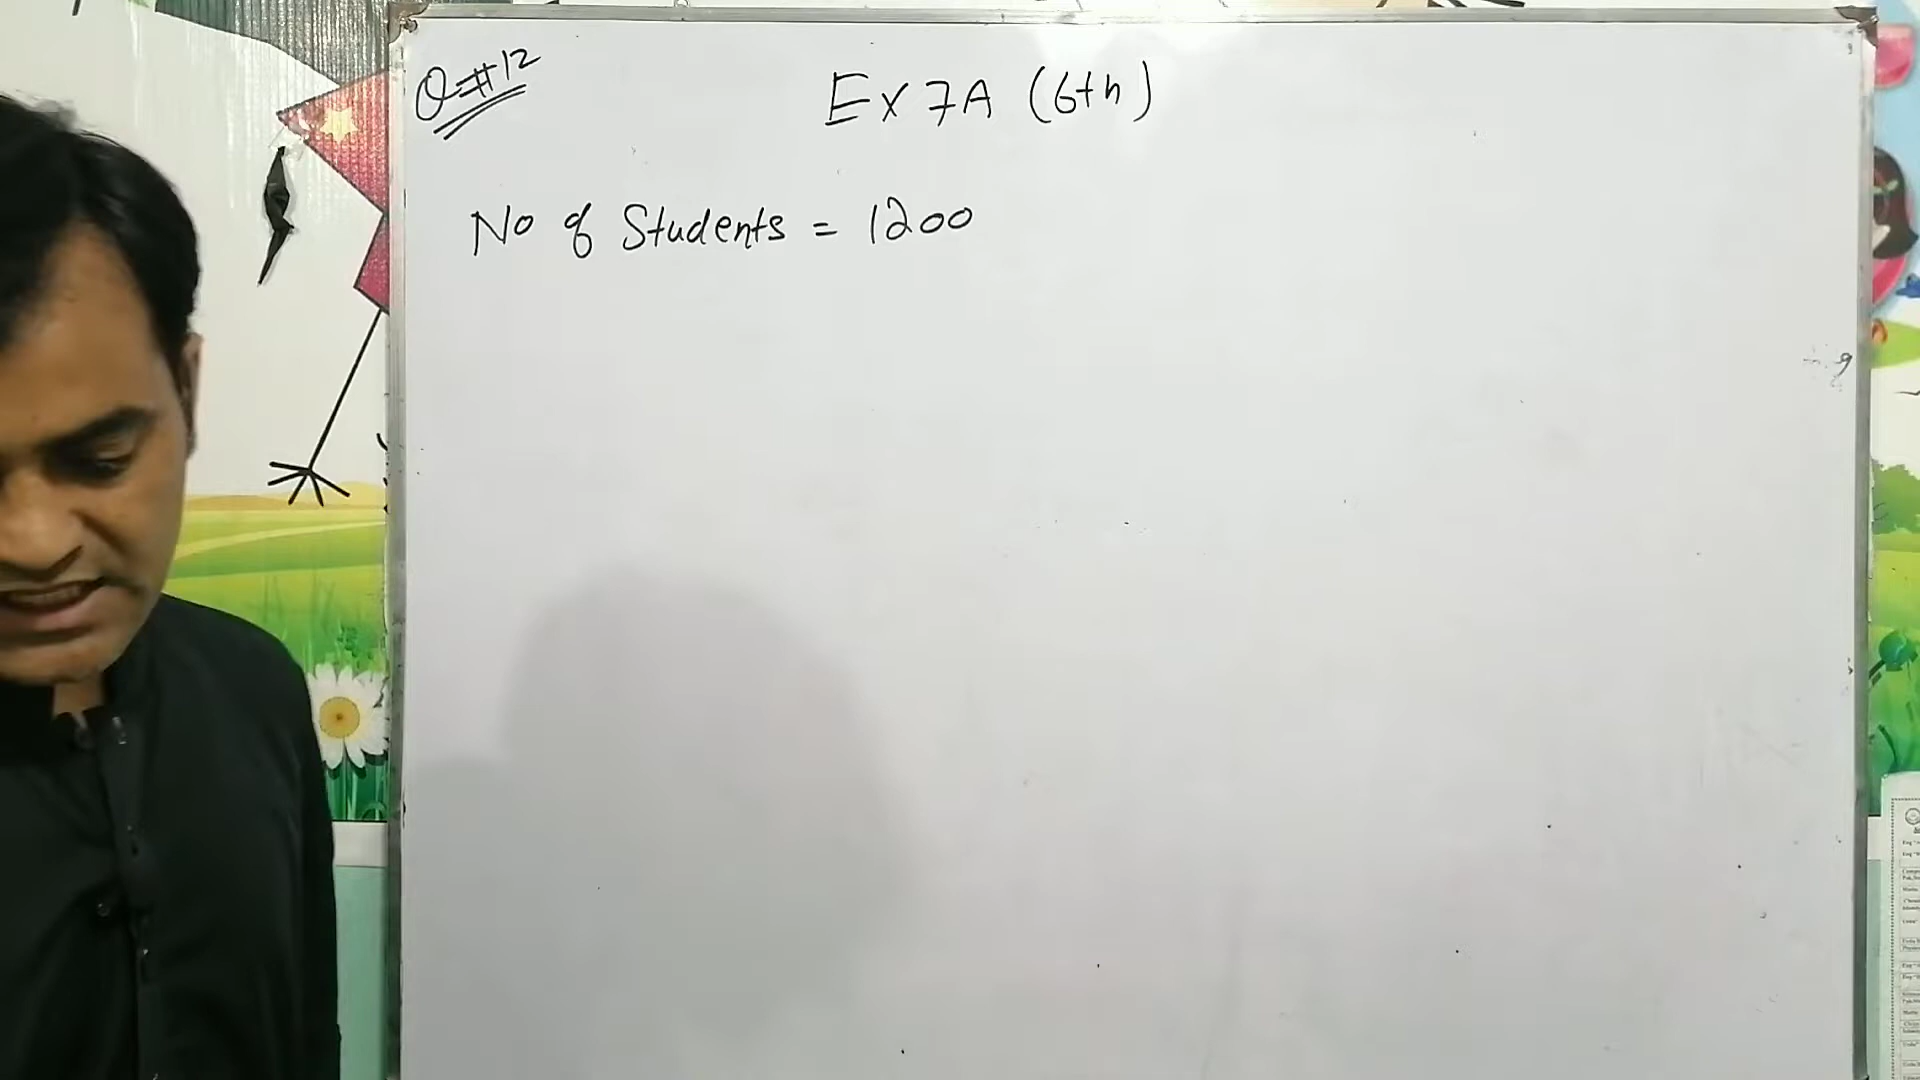 Q#12
Ex 7A (6th)
No of Students = 1200